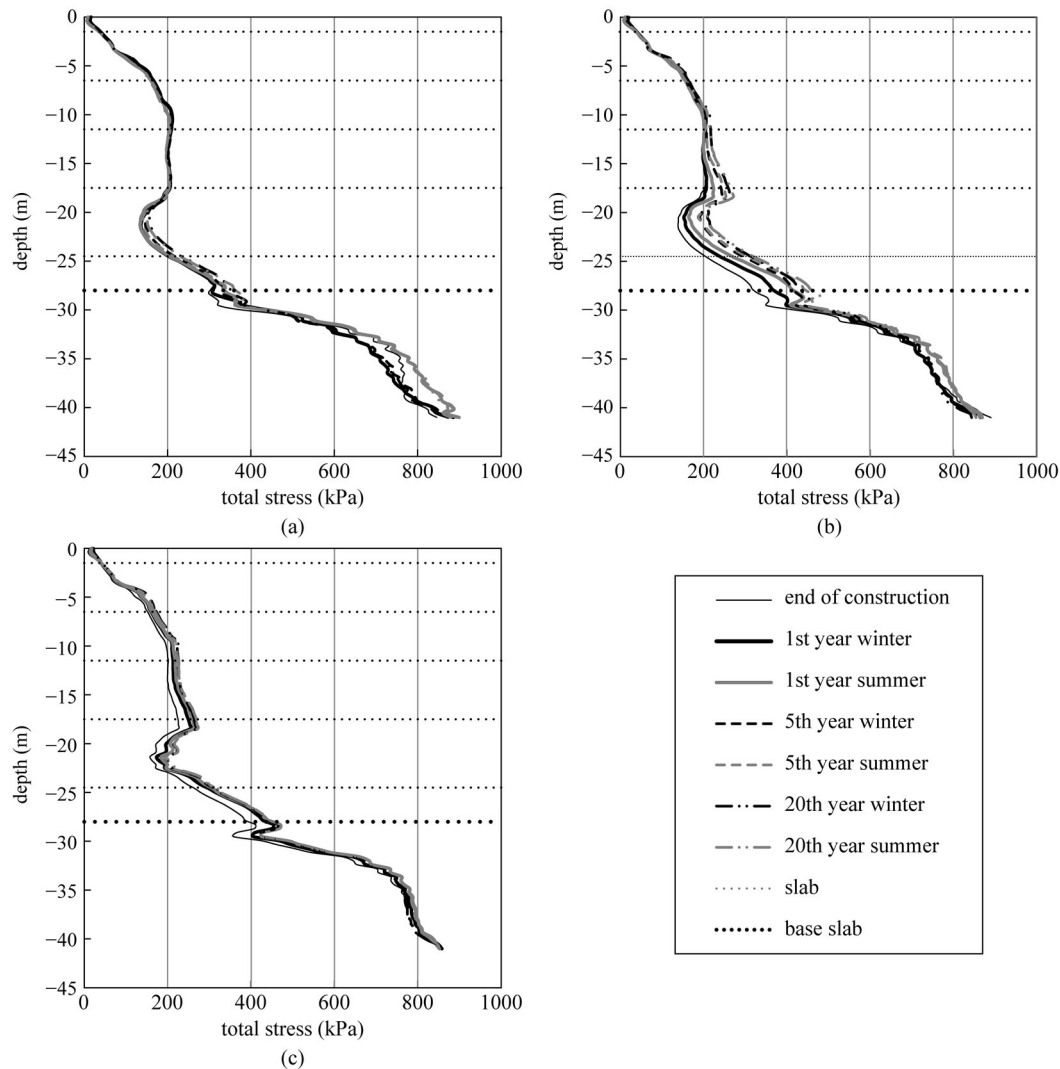 0
−5
−10
−15
−20
−25
−30
−35
−40
−45
depth (m)
0 200 400 600 800 1000
total stress (kPa)
(a)
0
−5
−10
−15
−20
−25
−30
−35
−40
−45
depth (m)
0 200 400 600 800 1000
total stress (kPa)
(b)
0
−5
−10
−15
−20
−25
−30
−35
−40
−45
depth (m)
0 200 400 600 800 1000
total stress (kPa)
(c)
end of construction
1st year winter
1st year summer
5th year winter
5th year summer
20th year winter
20th year summer
slab
base slab